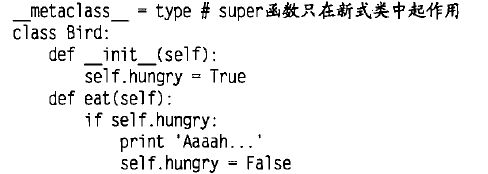 __metaclass__ = type # super函数只在新式类中起作用
class Bird:
    def __init__(self):
        self.hungry = True
    def eat(self):
        if self.hungry:
            print 'Aaaah...'
            self.hungry = False